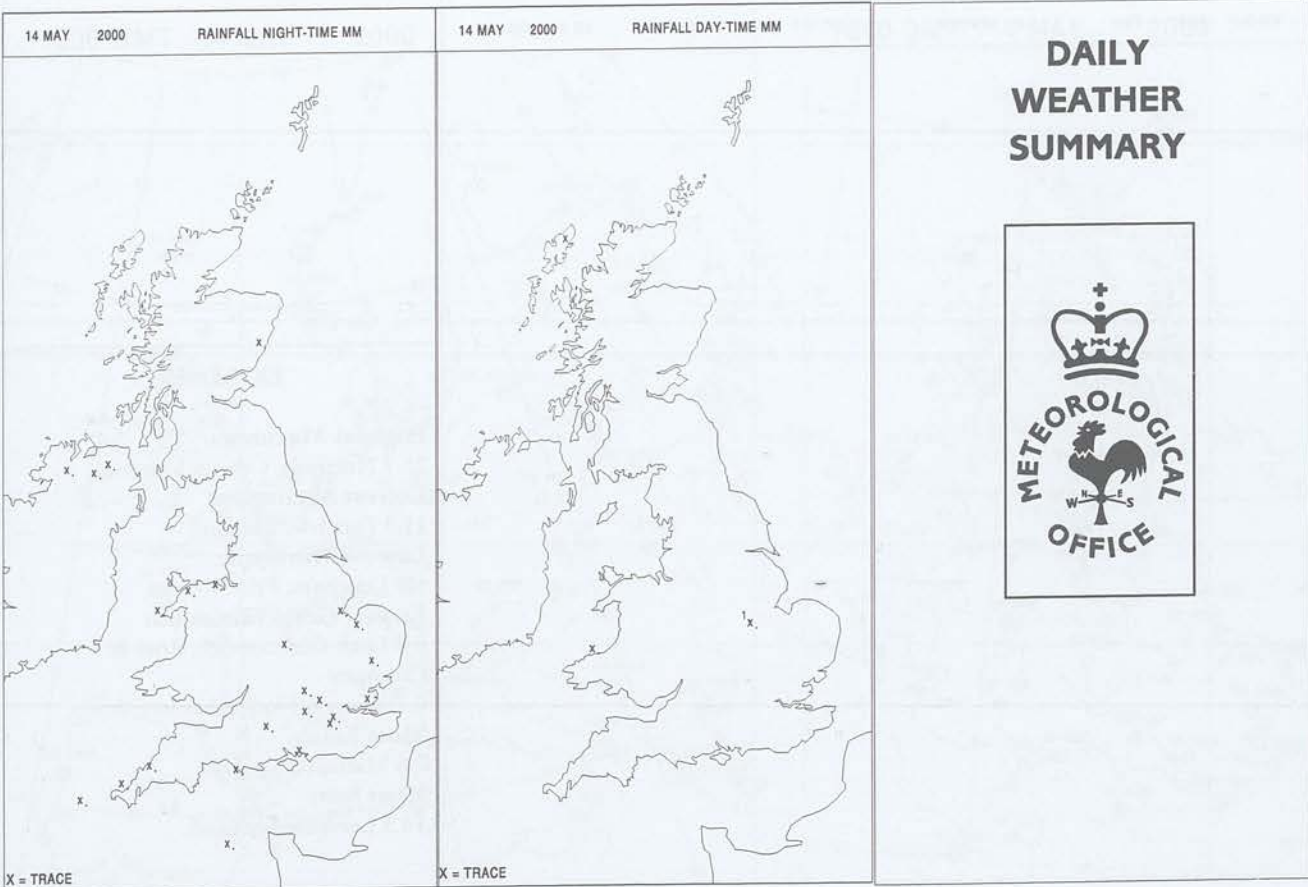 14 MAY 2000 RAINFALL NIGHT-TIME MM
X = TRACE
14 MAY 2000 RAINFALL DAY-TIME MM
1
X = TRACE
DAILY
WEATHER
SUMMARY
METEOROLOGICAL
N E
W S
OFFICE